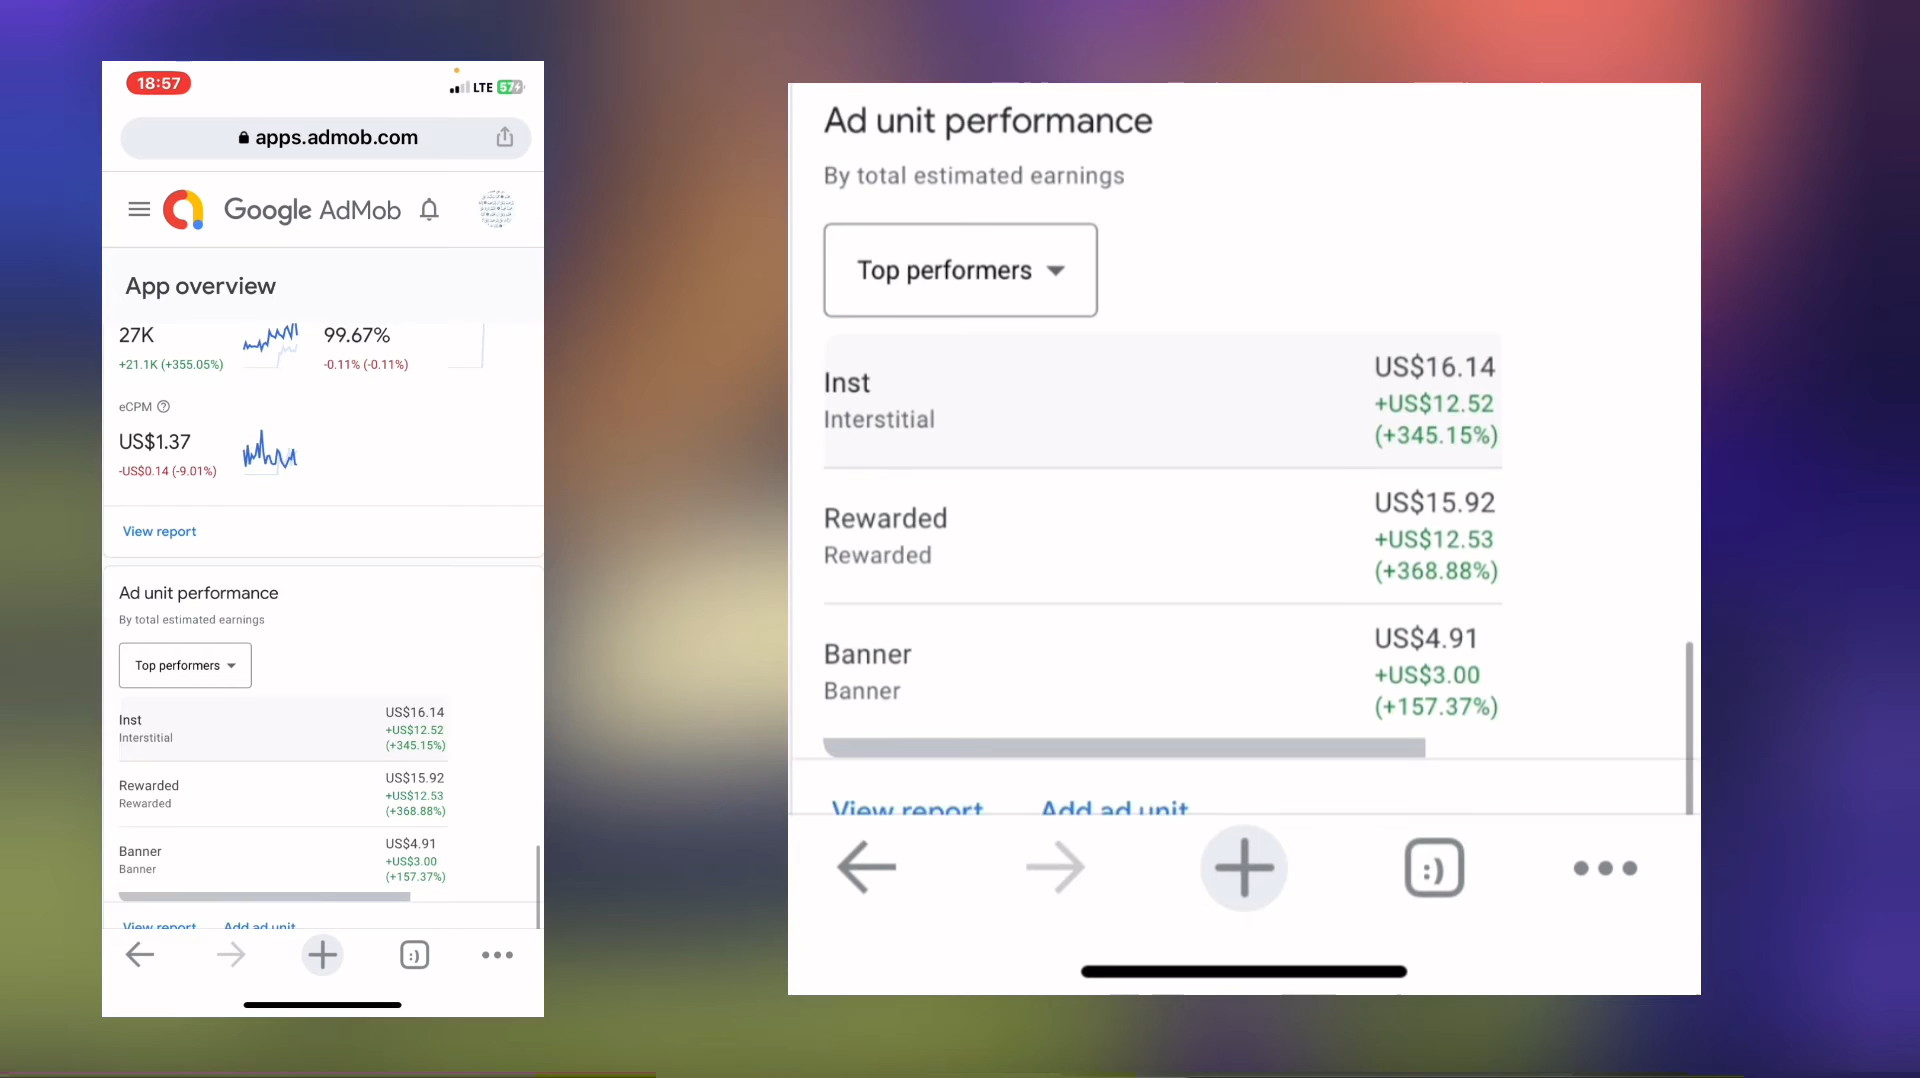 18:57
LTE 57
apps.admob.com
Google AdMob
App overview
27K
99.67%
+21.1K (+355.05%)
-0.11% (-0.11%)
eCPM
US$1.37
-US$0.14 (-9.01%)
View report
Ad unit performance
By total estimated earnings
Top performers
Inst
Interstitial
US$16.14
+US$12.52
(+345.15%)
Rewarded
Rewarded
US$15.92
+US$12.53
(+368.88%)
Banner
Banner
US$4.91
+US$3.00
(+157.37%)
View report
Add ad unit
:)
Ad unit performance
By total estimated earnings
Top performers
Inst
Interstitial
US$16.14
+US$12.52
(+345.15%)
Rewarded
Rewarded
US$15.92
+US$12.53
(+368.88%)
Banner
Banner
US$4.91
+US$3.00
(+157.37%)
View report
Add ad unit
:)